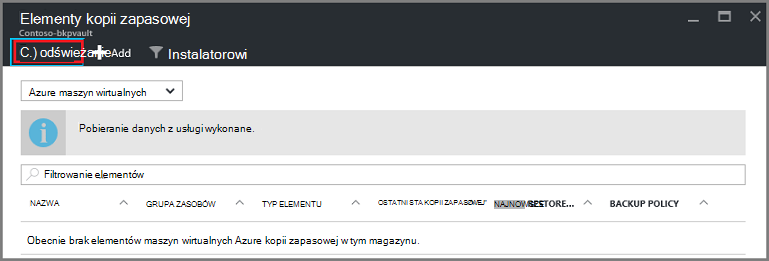 Elementy kopii zapasowej
Contoso-bkpvault
C.) odświeżanie Add Instalatorowi
Azure maszyn wirtualnych
Pobieranie danych z usługi wykonane.
Filtrowanie elementów
NAZWA GRUPA ZASOBÓW TYP ELEMENTU OSTATNI STA KOPII ZAPASOWEJ RESTORE... BACKUP POLICY
Obecnie brak elementów maszyn wirtualnych Azure kopii zapasowej w tym magazynu.